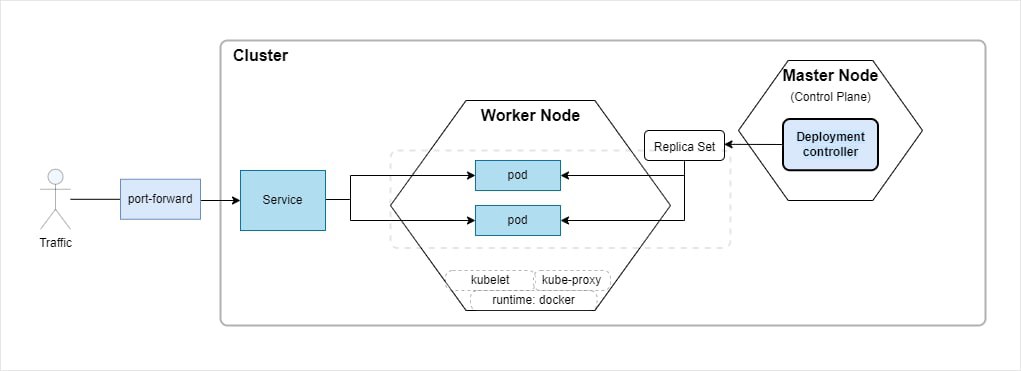 Cluster
Master Node
(Control Plane)
Deployment
controller
Worker Node
Replica Set
pod
pod
port-forward
Service
Traffic
kubelet
kube-proxy
runtime: docker